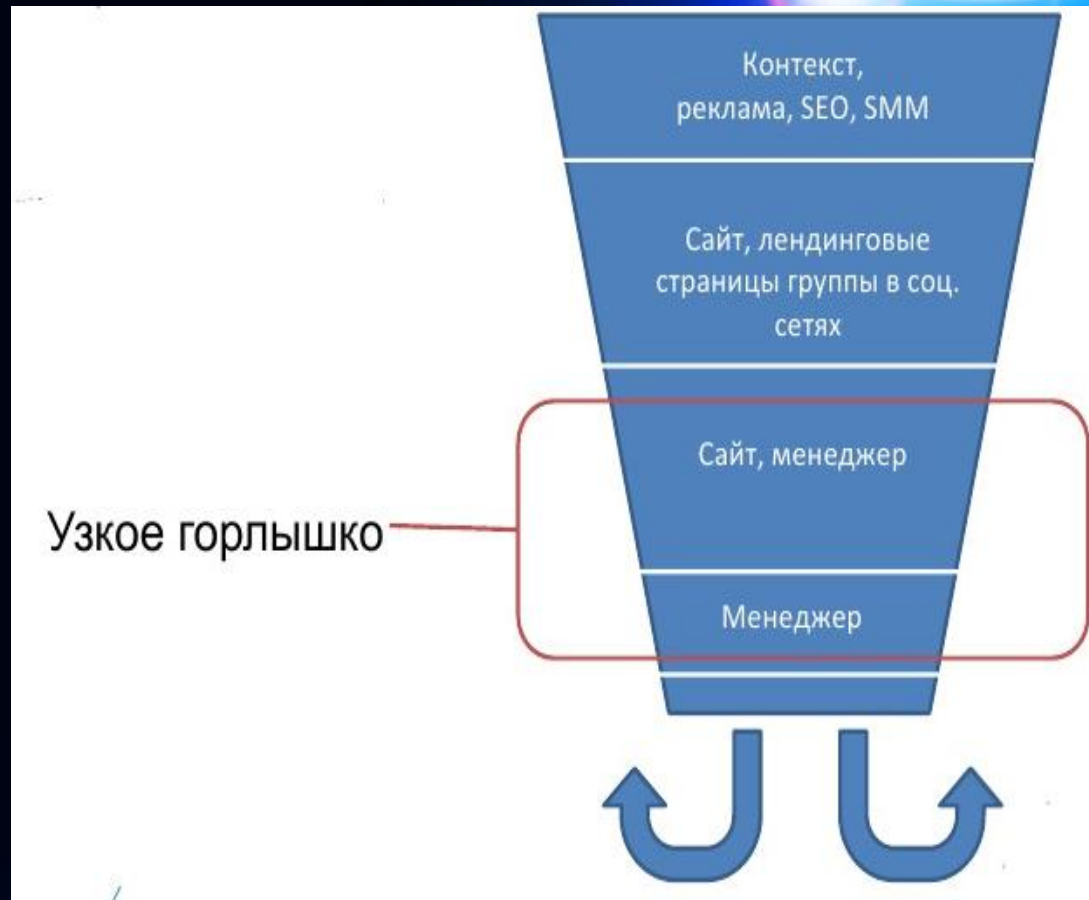 Контекст,
реклама, SEO, SMM
Сайт, лендинговые
страницы группы в соц.
сетях
Сайт, менеджер
Узкое горлышко
Менеджер